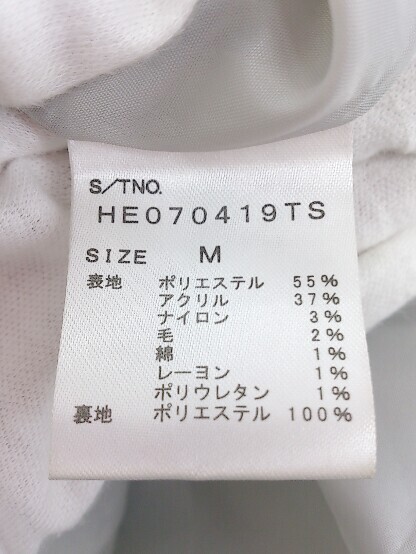 S/TNO.
HE070419TS
SIZE M
表地 ポリエステル 55%
アクリル 37%
ナイロン 3%
毛 2%
綿 1%
レーヨン 1%
ポリウレタン 1%
裏地 ポリエステル 100%